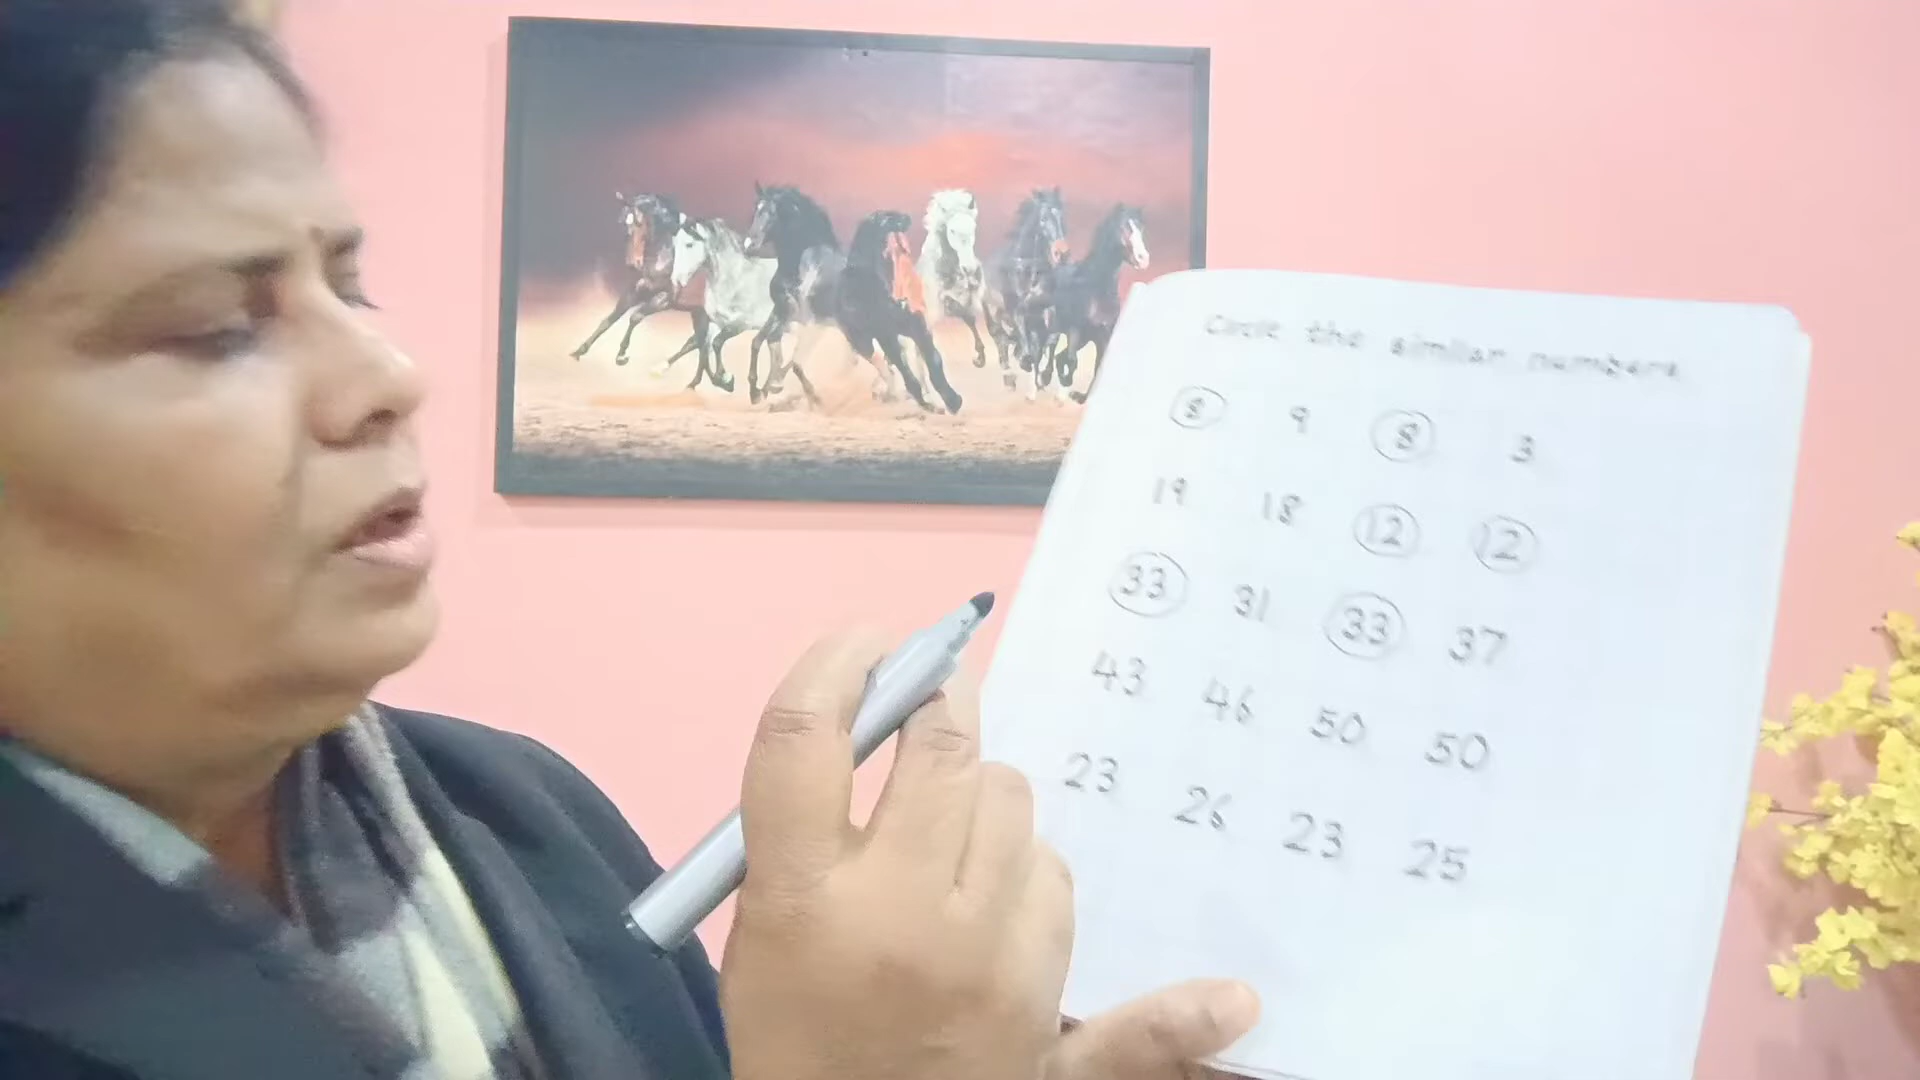 Circle the similar numbers
8 9 8 3
19 18 12 12
33 31 33 37
43 46 50 50
23 26 23 25